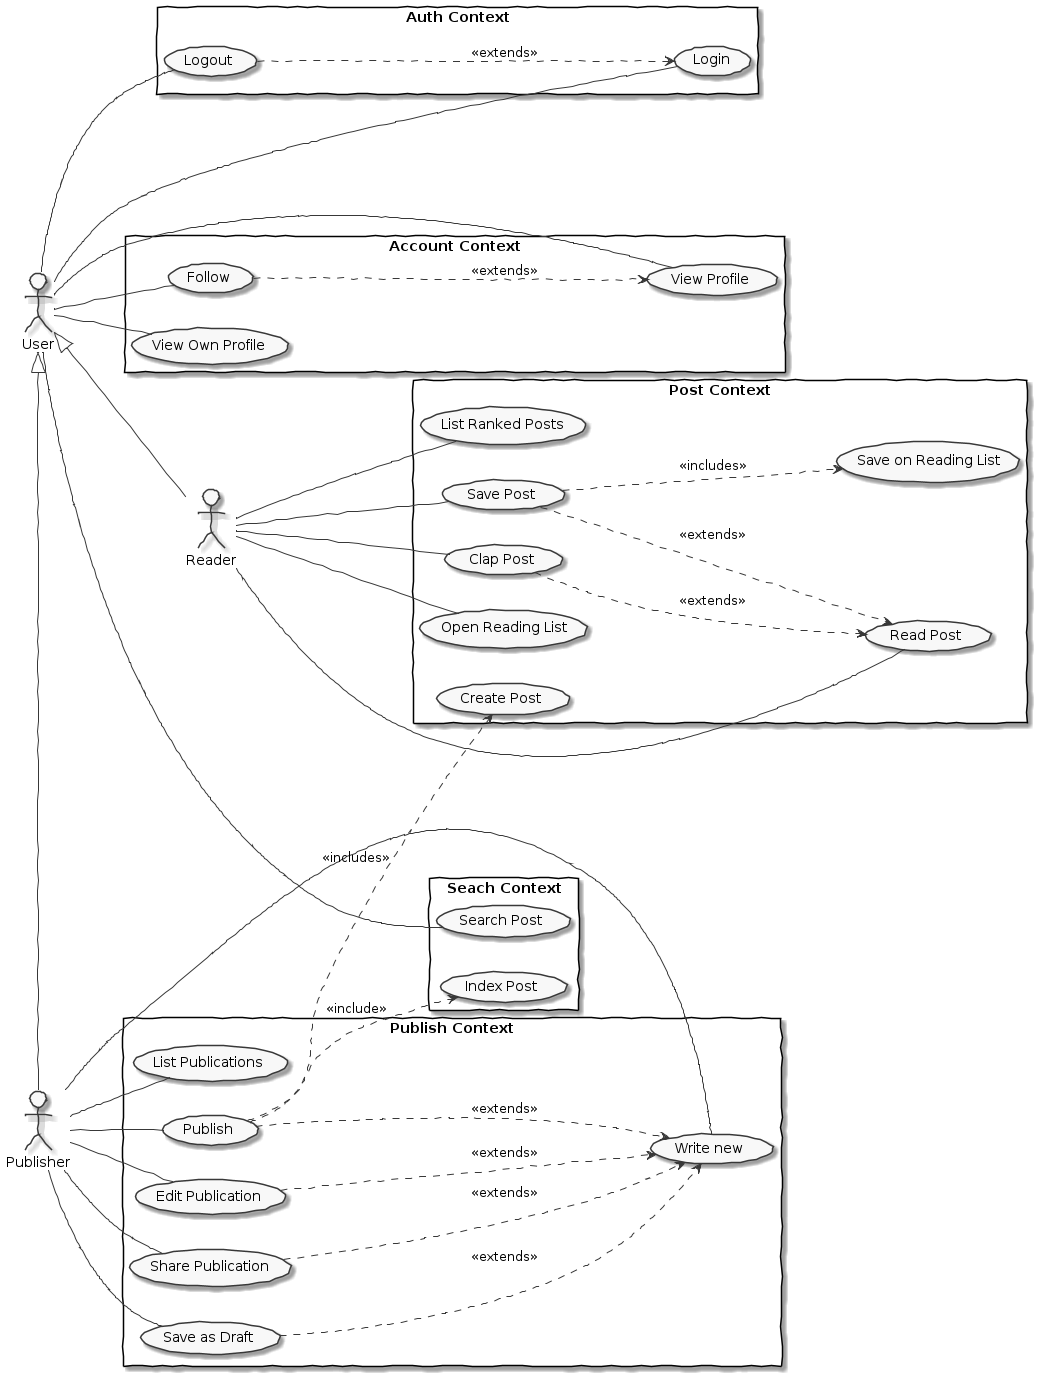 Auth Context
Logout
«extends»
Login
Account Context
Follow
«extends»
View Profile
View Own Profile
User
Post Context
List Ranked Posts
Save Post
«includes»
Save on Reading List
«extends»
Reader
Clap Post
«extends»
Open Reading List
Read Post
Create Post
«includes»
Seach Context
Search Post
Index Post
«include»
Publish Context
List Publications
Publish
«extends»
Write new
Publisher
«extends»
Edit Publication
«extends»
Share Publication
«extends»
Save as Draft